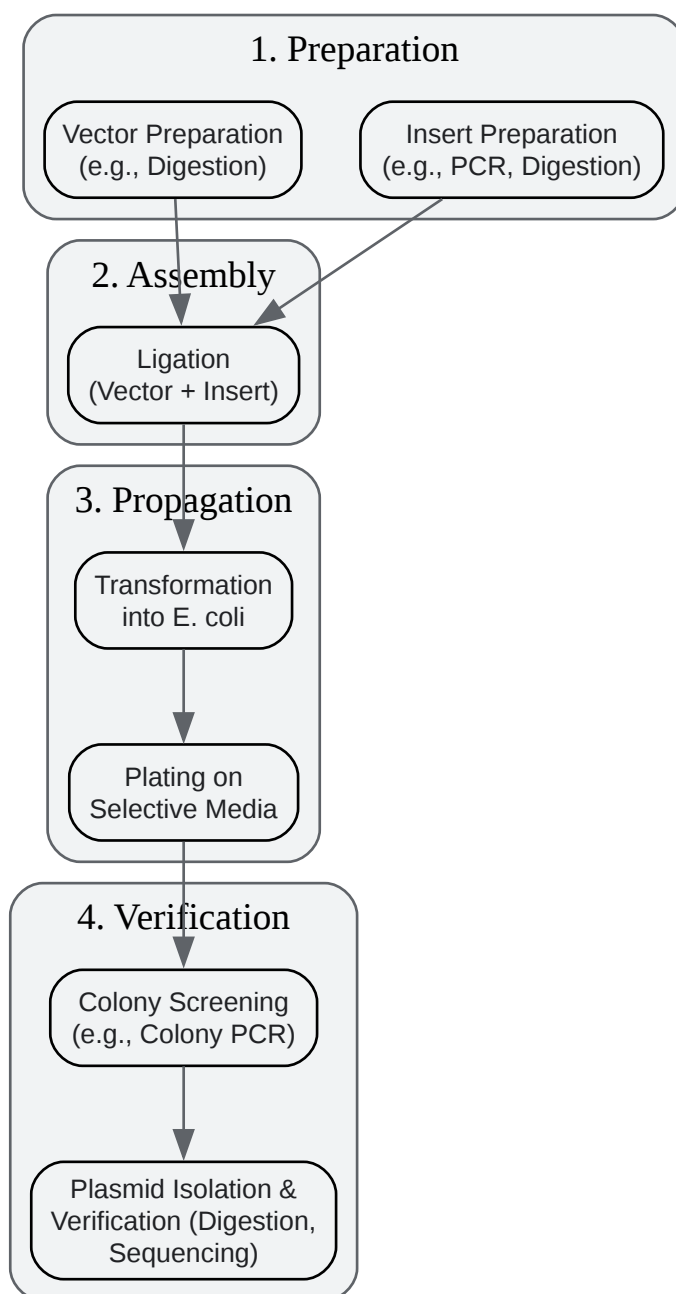 1. Preparation
Vector Preparation
(e.g., Digestion)
Insert Preparation
(e.g., PCR, Digestion)
2. Assembly
Ligation
(Vector + Insert)
3. Propagation
Transformation
into E. coli
Plating on
Selective Media
4. Verification
Colony Screening
(e.g., Colony PCR)
Plasmid Isolation &
Verification (Digestion,
Sequencing)